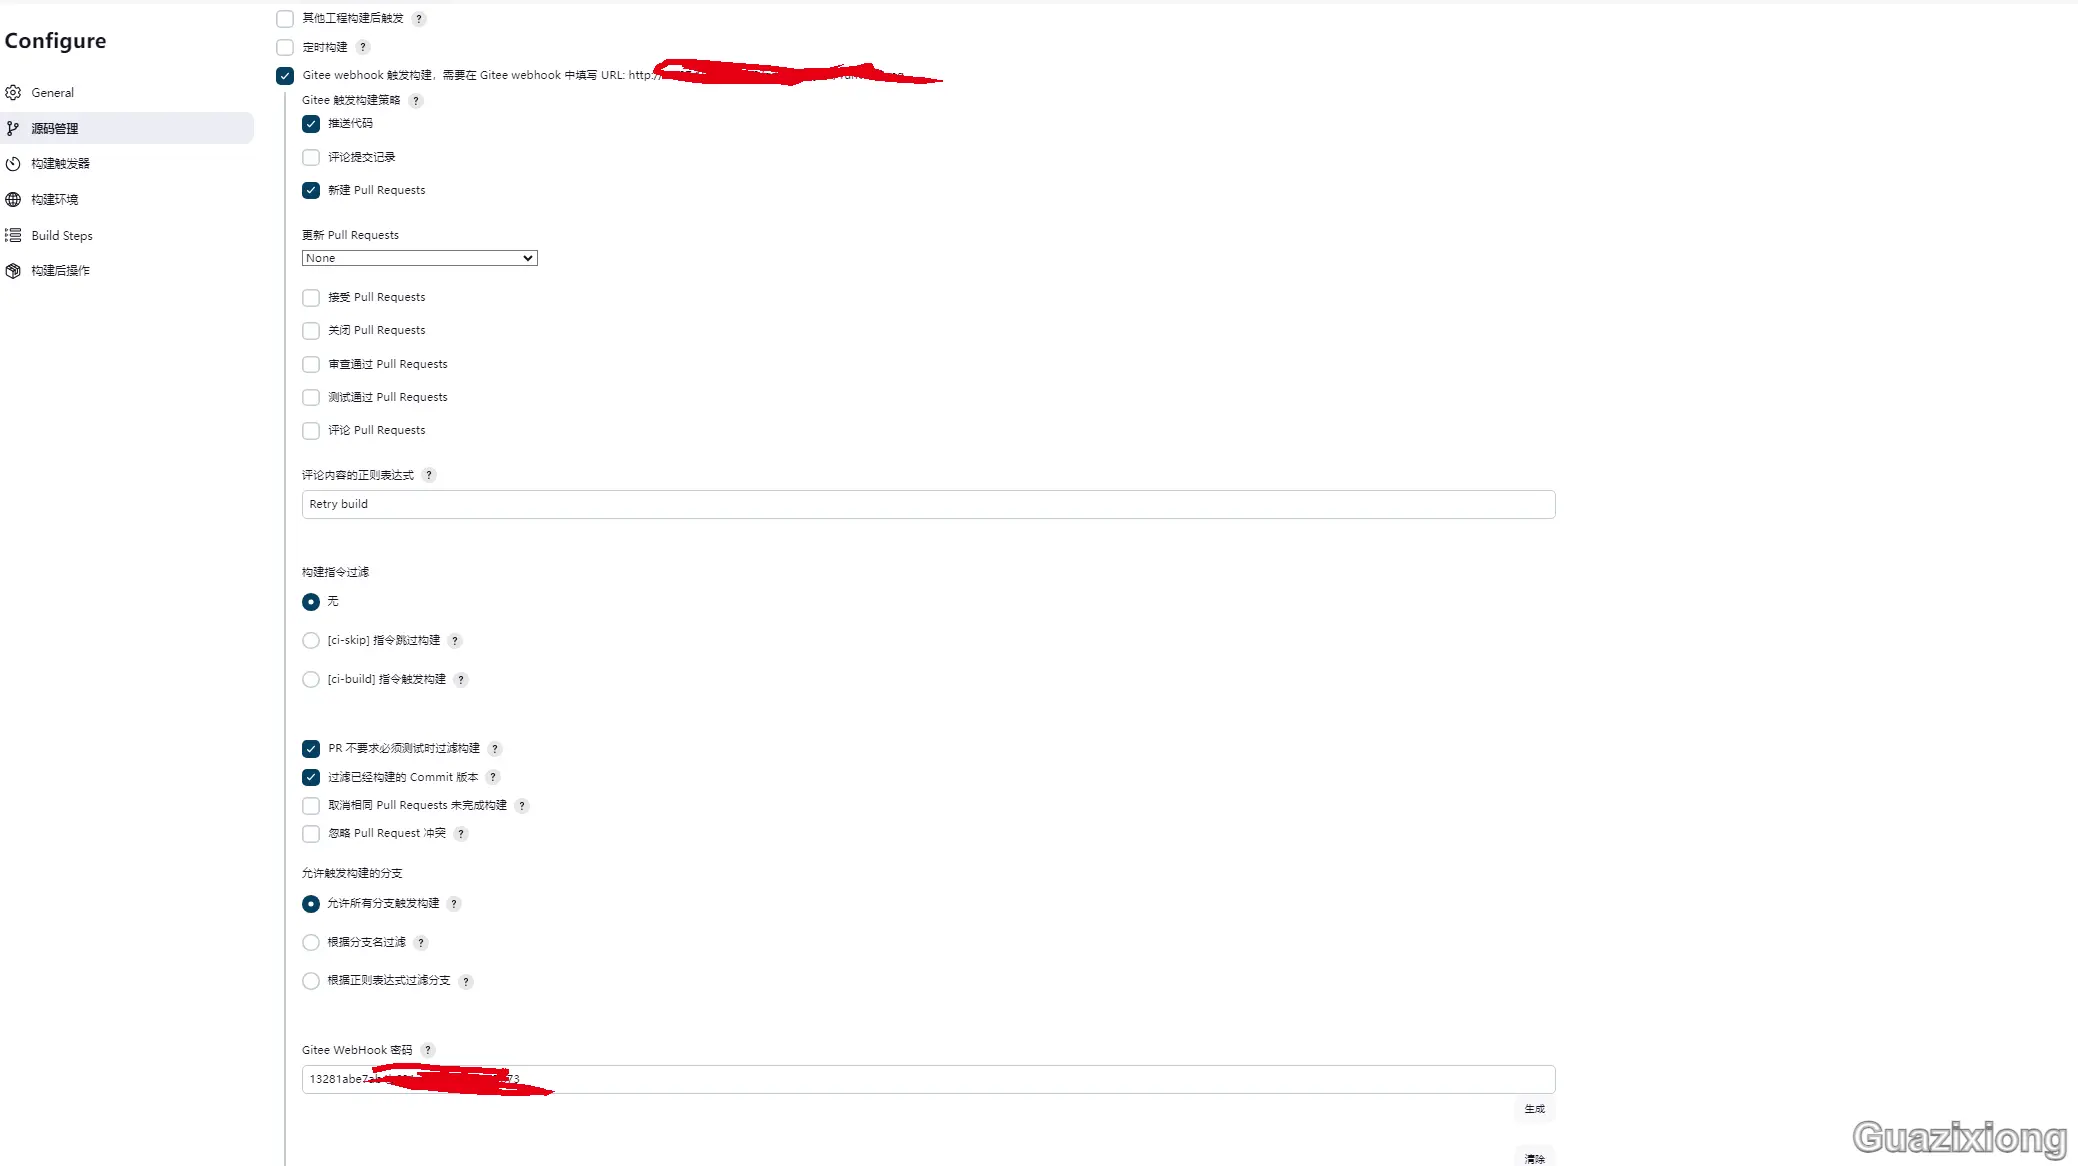 Configure
General
源码管理
构建触发器
构建环境
Build Steps
构建后操作
其他工程构建后触发 ?
定时构建 ?
Gitee webhook 触发构建，需要在 Gitee webhook 中填写 URL: http://
Gitee 触发构建策略 ?
推送代码
评论提交记录
新建 Pull Requests
更新 Pull Requests
None
接受 Pull Requests
关闭 Pull Requests
审查通过 Pull Requests
测试通过 Pull Requests
评论 Pull Requests
评论内容的正则表达式 ?
Retry build
构建指令过滤
无
[ci-skip] 指令跳过构建 ?
[ci-build] 指令触发构建 ?
PR 不要求必须测试时过滤构建 ?
过滤已经构建的 Commit 版本 ?
取消相同 Pull Requests 未完成构建 ?
忽略 Pull Request 冲突 ?
允许触发构建的分支
允许所有分支触发构建 ?
根据分支名过滤 ?
根据正则表达式过滤分支 ?
Gitee WebHook 密码 ?
生成
清除
Guazixiong